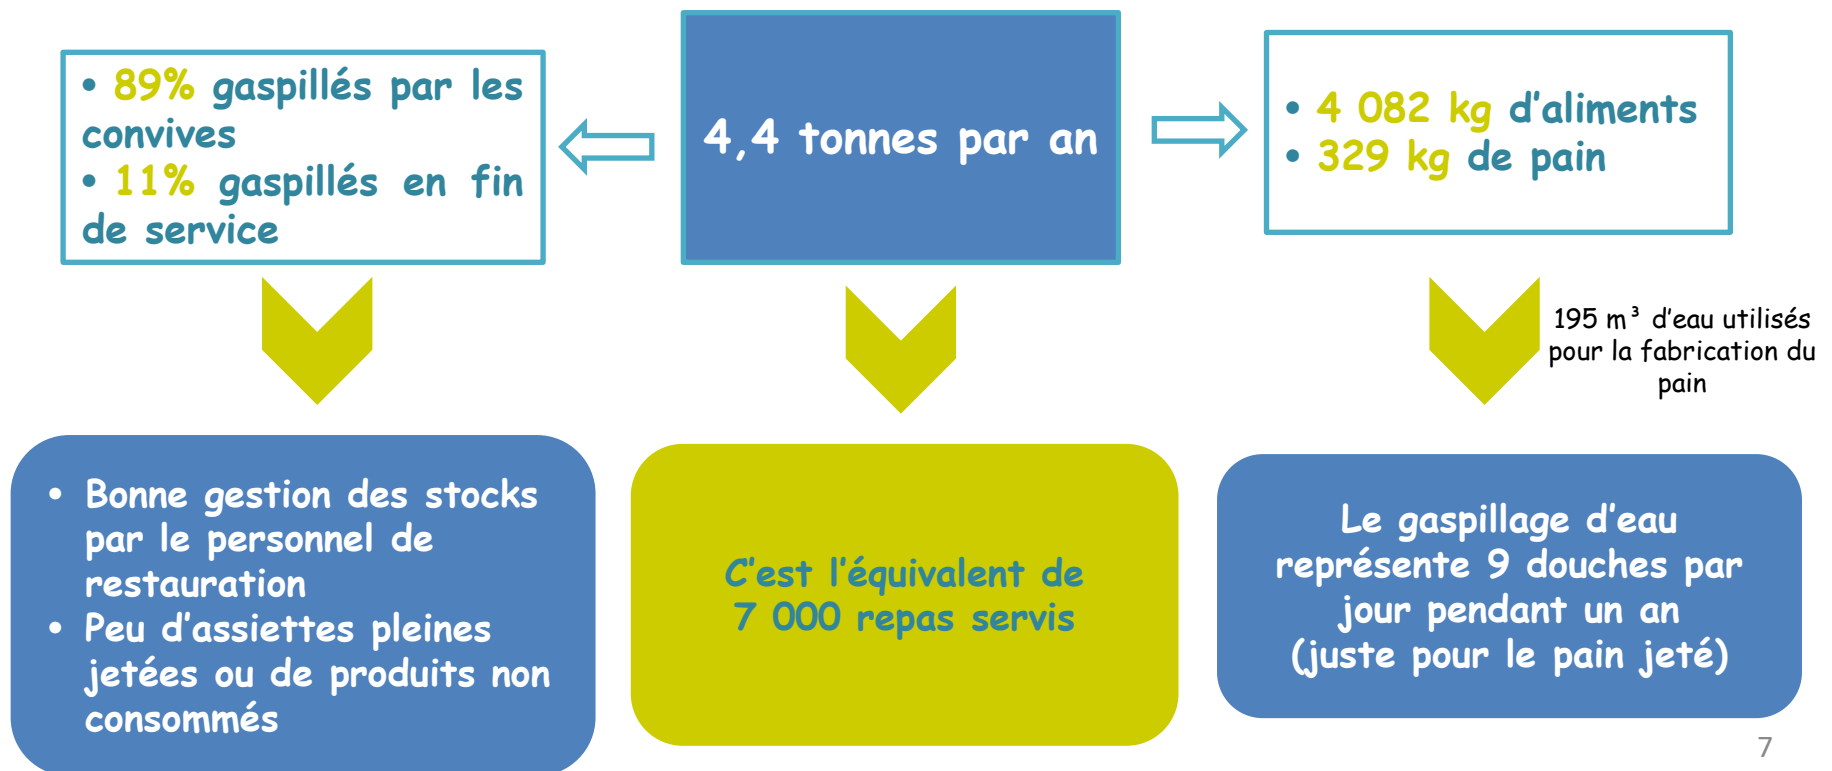 • 89% gaspillés par les
convives
• 11% gaspillés en fin
de service
4,4 tonnes par an
• 4 082 kg d'aliments
• 329 kg de pain
195 m³ d'eau utilisés
pour la fabrication du
pain
• Bonne gestion des stocks
par le personnel de
restauration
• Peu d'assiettes pleines
jetées ou de produits non
consommés
C'est l'équivalent de
7 000 repas servis
Le gaspillage d'eau
représente 9 douches par
jour pendant un an
(juste pour le pain jeté)
7